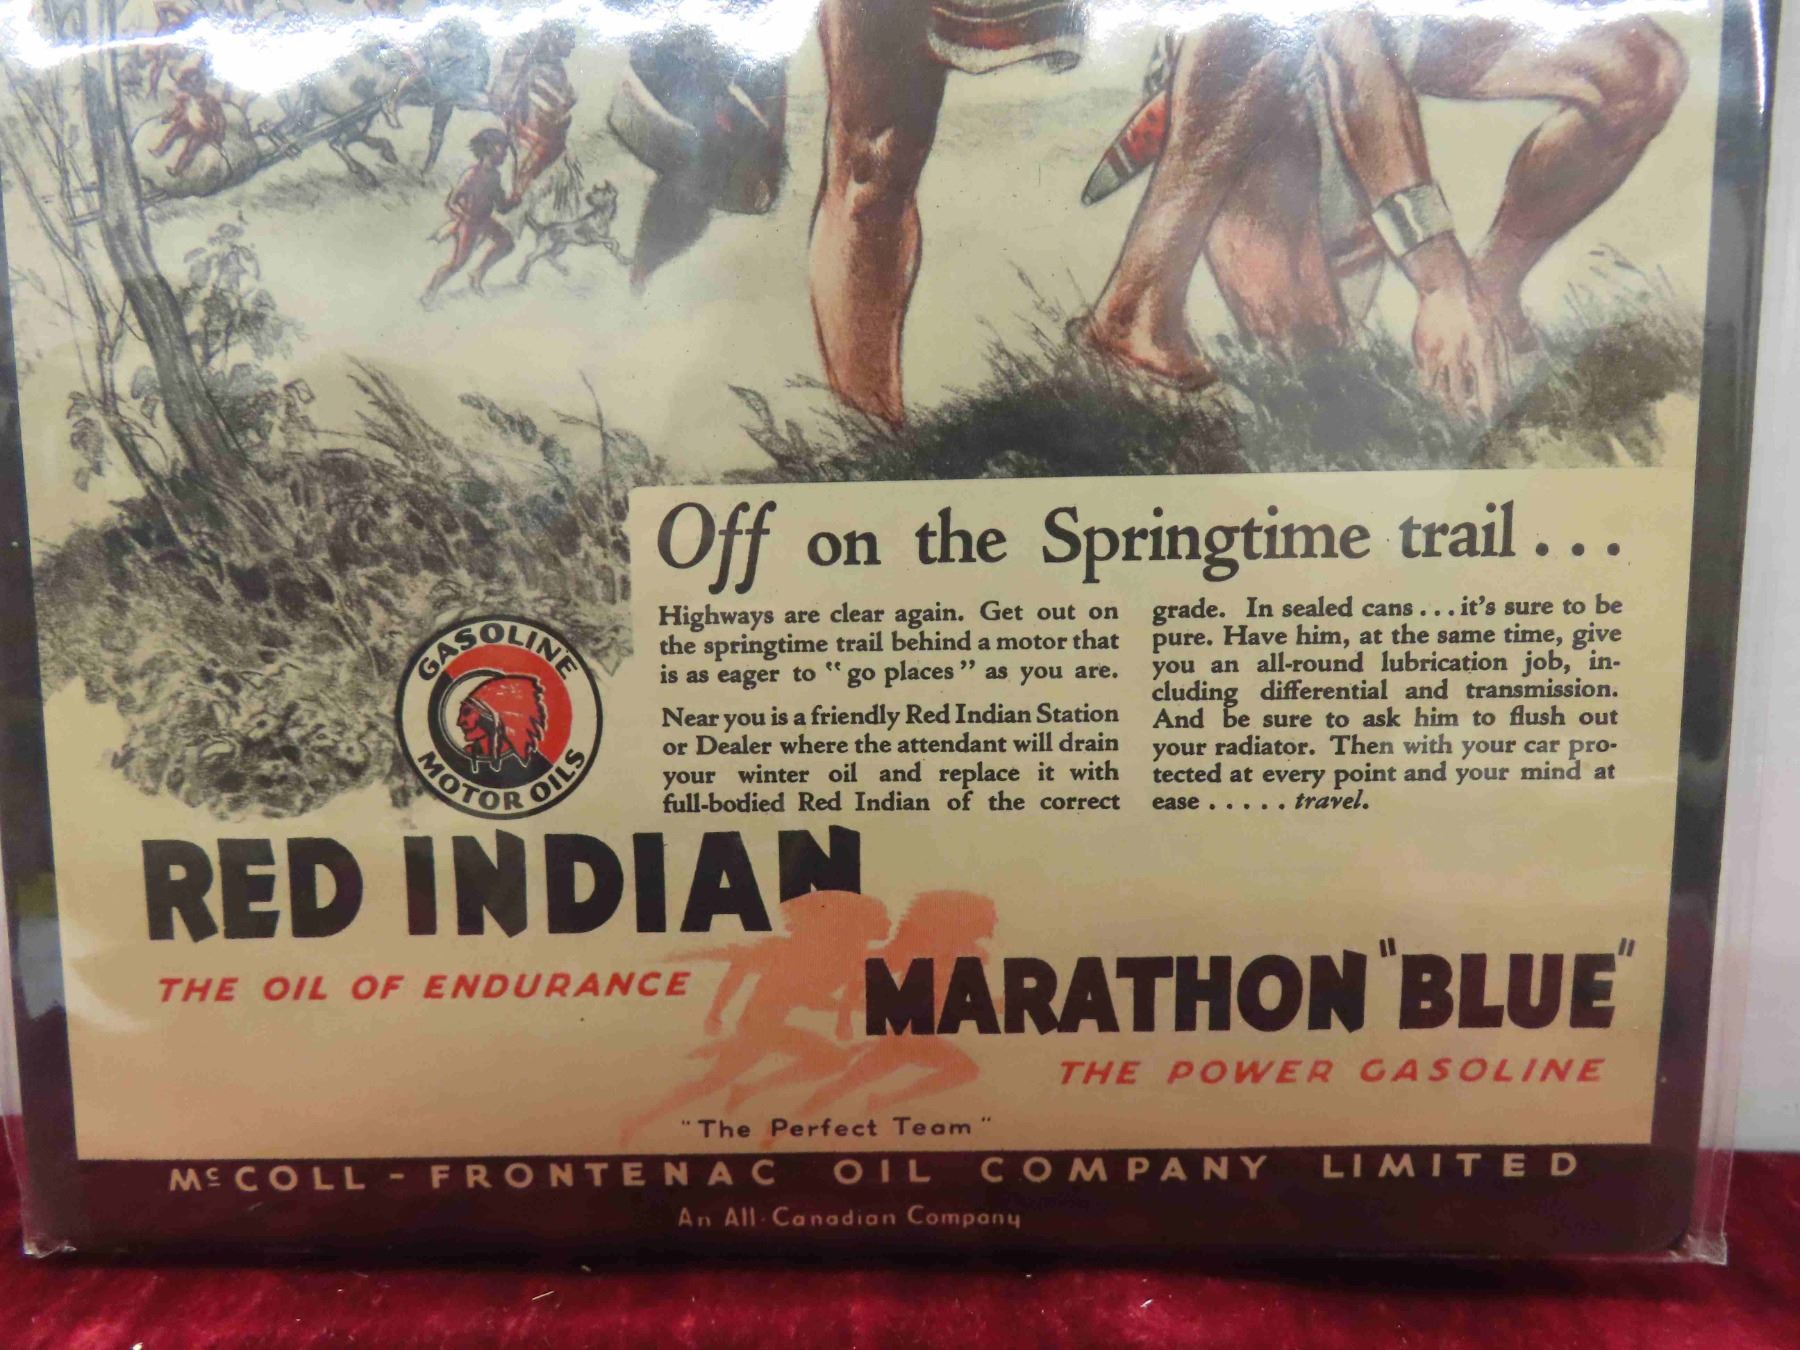 Off on the Springtime trail...
Highways are clear again. Get out on
the springtime trail behind a motor that
is as eager to "go places" as you are.
Near you is a friendly Red Indian Station
or Dealer where the attendant will drain
your winter oil and replace it with
full-bodied Red Indian of the correct
grade. In sealed cans...it's sure to be
pure. Have him, at the same time, give
you an all-round lubrication job, in-
cluding differential and transmission.
And be sure to ask him to flush out
your radiator. Then with your car pro-
tected at every point and your mind at
ease.....travel.
GASOLINE
MOTOR OILS
RED INDIAN
THE OIL OF ENDURANCE
MARATHON "BLUE"
THE POWER GASOLINE
"The Perfect Team"
McCOLL-FRONTENAC OIL COMPANY LIMITED
An All-Canadian Company